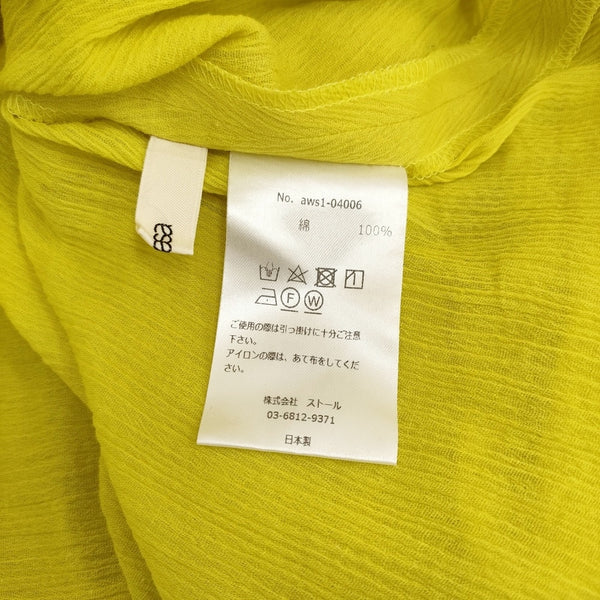 No. aws1-04006
綿 100%
F W
ご使用の際は引っ掛けに十分ご注意
下さい。
アイロンの際は、あて布をしてくだ
さい。
株式会社 ストール
03-6812-9371
日本製